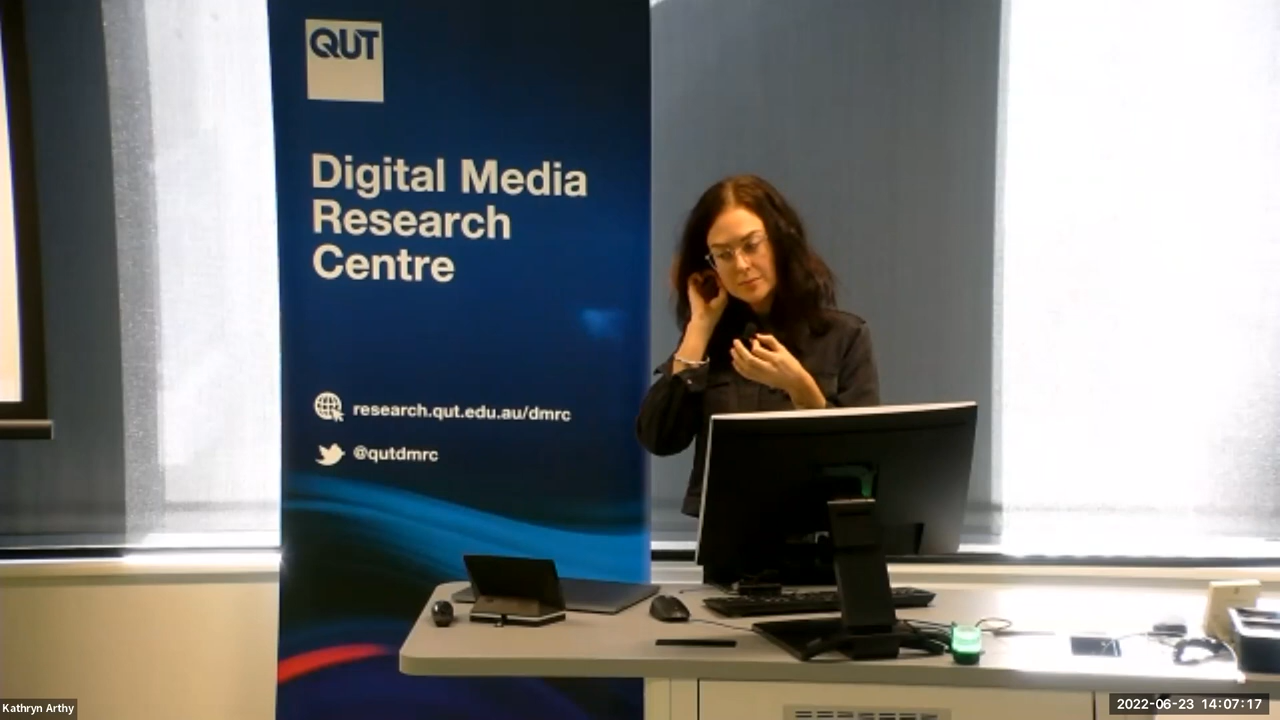 QUT
Digital Media
Research
Centre
research.qut.edu.au/dmrc
@qutdmrc
Kathryn Arthy
2022-06-23 14:07:17